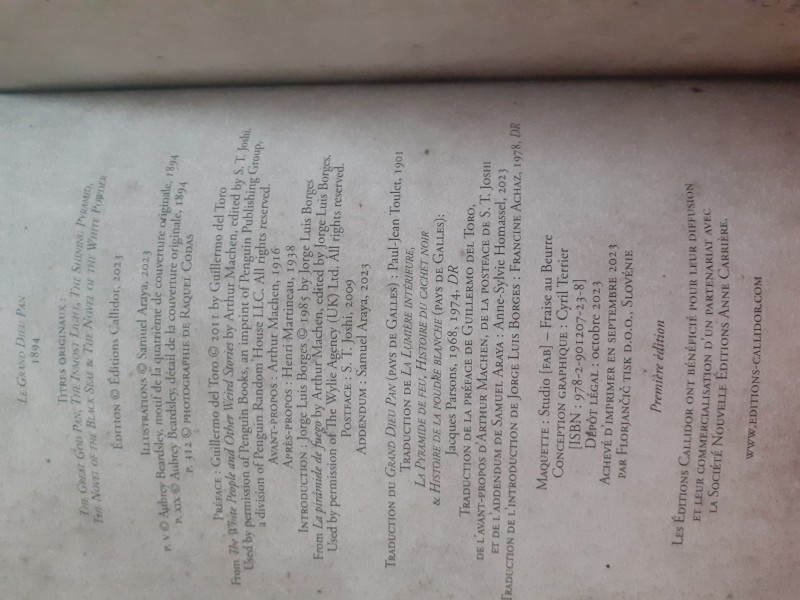 Le Grand Dieu Pan
1894
Titres originaux :
The Great God Pan, The Inmost Light, The Shining Pyramid,
The Novel of the Black Seal & The Novel of the White Powder
Édition © Éditions Callidor, 2023
Illustrations © Samuel Araya, 2023
p. v © Aubrey Beardsley, motif de la quatrième de couverture originale, 1894
p. xix © Aubrey Beardsley, détail de la couverture originale, 1894
p. 312 © photographie de Raquel Codas
Préface : Guillermo del Toro © 2011 by Guillermo del Toro
From The White People and Other Weird Stories by Arthur Machen, edited by S. T. Joshi.
Used by permission of Penguin Books, an imprint of Penguin Publishing Group,
a division of Penguin Random House LLC. All rights reserved.
Avant-propos : Arthur Machen, 1916
Après-propos : Henri Martineau, 1938
Introduction : Jorge Luis Borges © 1985 by Jorge Luis Borges
From La pirámide de fuego by Arthur Machen, edited by Jorge Luis Borges.
Used by permission of The Wylie Agency (UK) Ltd. All rights reserved.
Postface : S. T. Joshi, 2009
Addendum : Samuel Araya, 2023
Traduction du Grand Dieu Pan (pays de Galles) : Paul-Jean Toulet, 1901
Traduction de La Lumière intérieure,
La Pyramide de feu, Histoire du cachet noir
& Histoire de la poudre blanche (pays de Galles) :
Jacques Parsons, 1968, 1974. DR
Traduction de la préface de Guillermo del Toro,
de l'avant-propos d'Arthur Machen, de la postface de S. T. Joshi
et de l'addendum de Samuel Araya : Anne-Sylvie Homassel, 2023
Traduction de l'introduction de Jorge Luis Borges : Francine Achaz, 1978, DR
Maquette : Studio [FAB] – Fraise au Beurre
Conception graphique : Cyril Terrier
[ISBN : 978-2-901207-23-8]
Dépôt légal : octobre 2023
Achevé d'imprimer en septembre 2023
par Florjančič tisk d.o.o., Slovénie
Première édition
Les Éditions Callidor ont bénéficié pour leur diffusion
et leur commercialisation d'un partenariat avec
la Société Nouvelle Éditions Anne Carrière.
www.editions-callidor.com